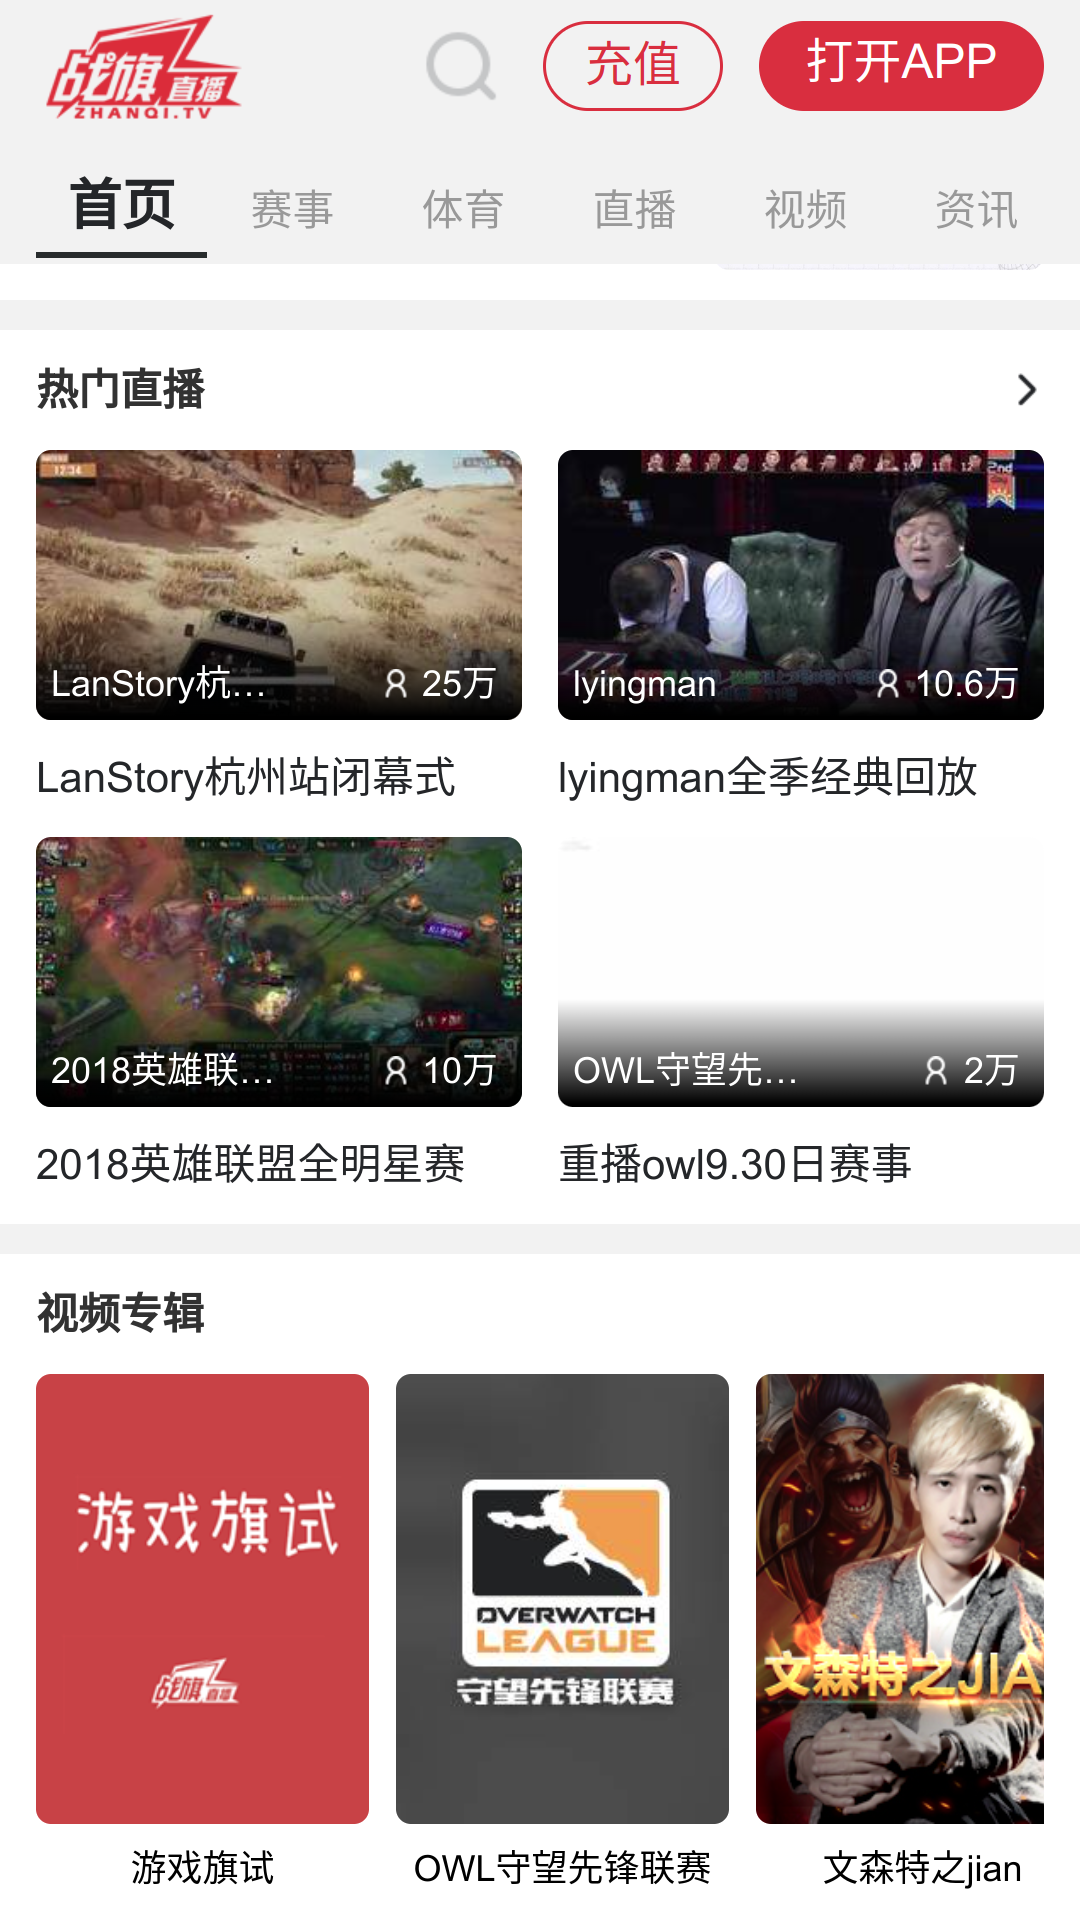 战旗直播
ZHANQI.TV
充值
打开APP
首页 赛事 体育 直播 视频 资讯
热门直播
12:34
2nd
LanStory杭… 25万
lyingman 10.6万
LanStory杭州站闭幕式
lyingman全季经典回放
2018英雄联… 10万
OWL守望先… 2万
2018英雄联盟全明星赛
重播owl9.30日赛事
视频专辑
游戏旗试
战旗直播
OVERWATCH
LEAGUE
守望先锋联赛
文森特之JIA
游戏旗试
OWL守望先锋联赛
文森特之jian